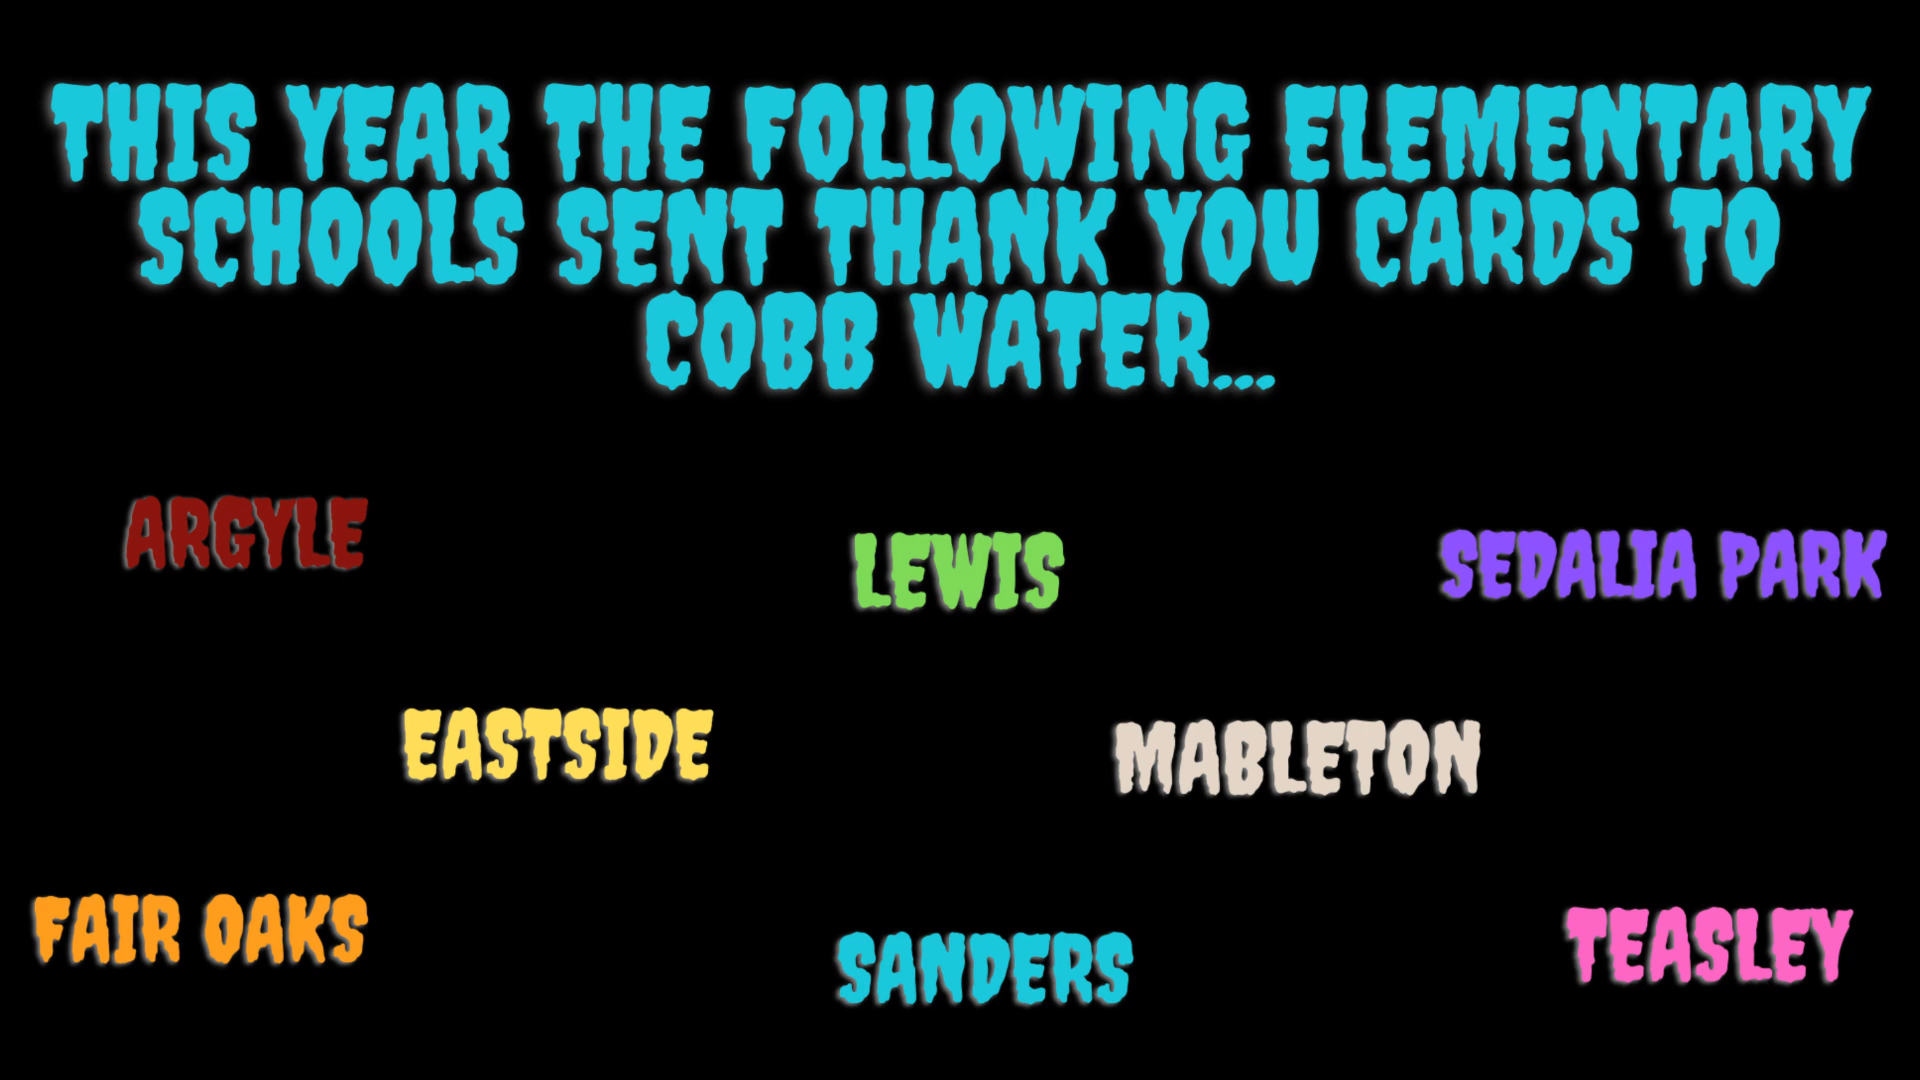 THIS YEAR THE FOLLOWING ELEMENTARY
SCHOOLS SENT THANK YOU CARDS TO
COBB WATER...
ARGYLE
LEWIS
SEDALIA PARK
EASTSIDE
MABLETON
FAIR OAKS
SANDERS
TEASLEY